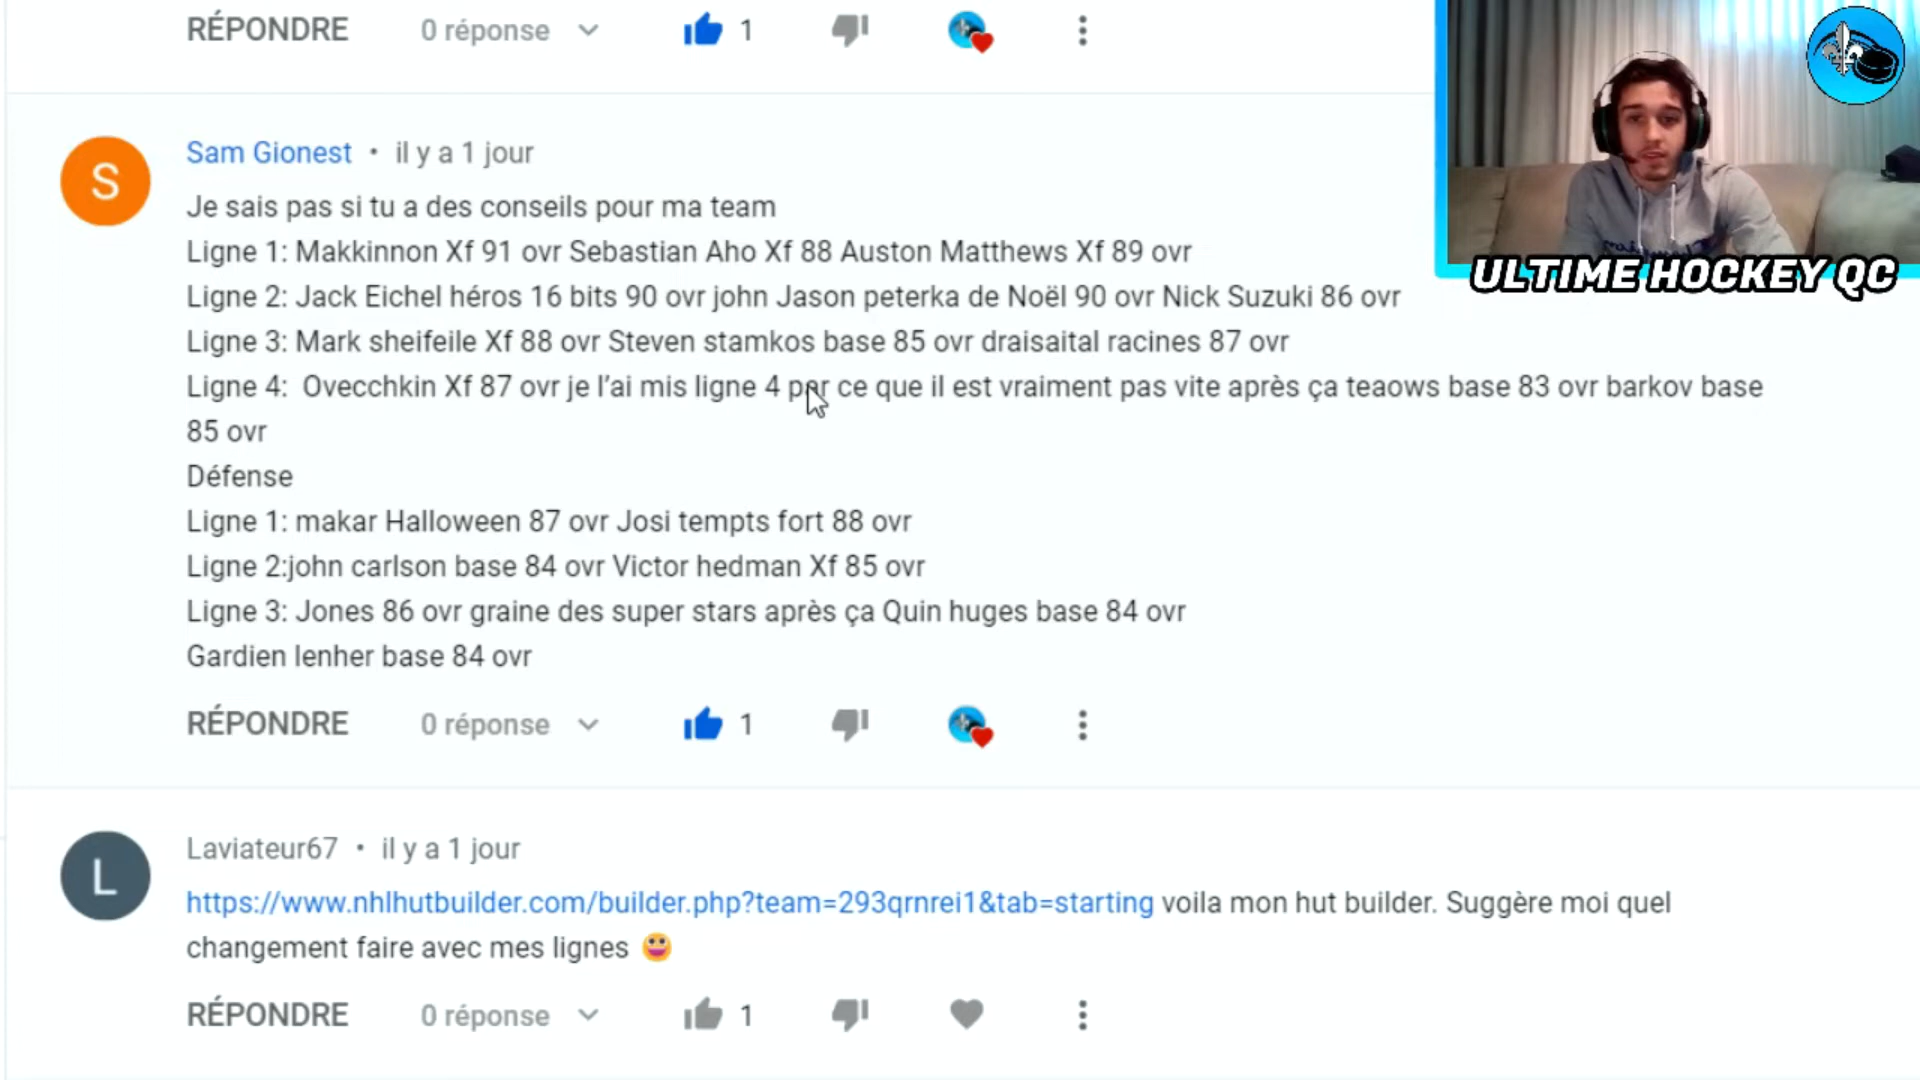 RÉPONDRE 0 réponse 1
Sam Gionest • il y a 1 jour
S
Je sais pas si tu a des conseils pour ma team
Ligne 1: Makkinnon Xf 91 ovr Sebastian Aho Xf 88 Auston Matthews Xf 89 ovr
ULTIME HOCKEY QC
Ligne 2: Jack Eichel héros 16 bits 90 ovr john Jason peterka de Noël 90 ovr Nick Suzuki 86 ovr
Ligne 3: Mark sheifeile Xf 88 ovr Steven stamkos base 85 ovr draisaital racines 87 ovr
Ligne 4: Ovecchkin Xf 87 ovr je l'ai mis ligne 4 par ce que il est vraiment pas vite après ça teaows base 83 ovr barkov base
85 ovr
Défense
Ligne 1: makar Halloween 87 ovr Josi tempts fort 88 ovr
Ligne 2:john carlson base 84 ovr Victor hedman Xf 85 ovr
Ligne 3: Jones 86 ovr graine des super stars après ça Quin huges base 84 ovr
Gardien lenher base 84 ovr
RÉPONDRE 0 réponse 1
Laviateur67 • il y a 1 jour
L
https://www.nhlhutbuilder.com/builder.php?team=293qrnrei1&tab=starting voila mon hut builder. Suggère moi quel
changement faire avec mes lignes 😀
RÉPONDRE 0 réponse 1